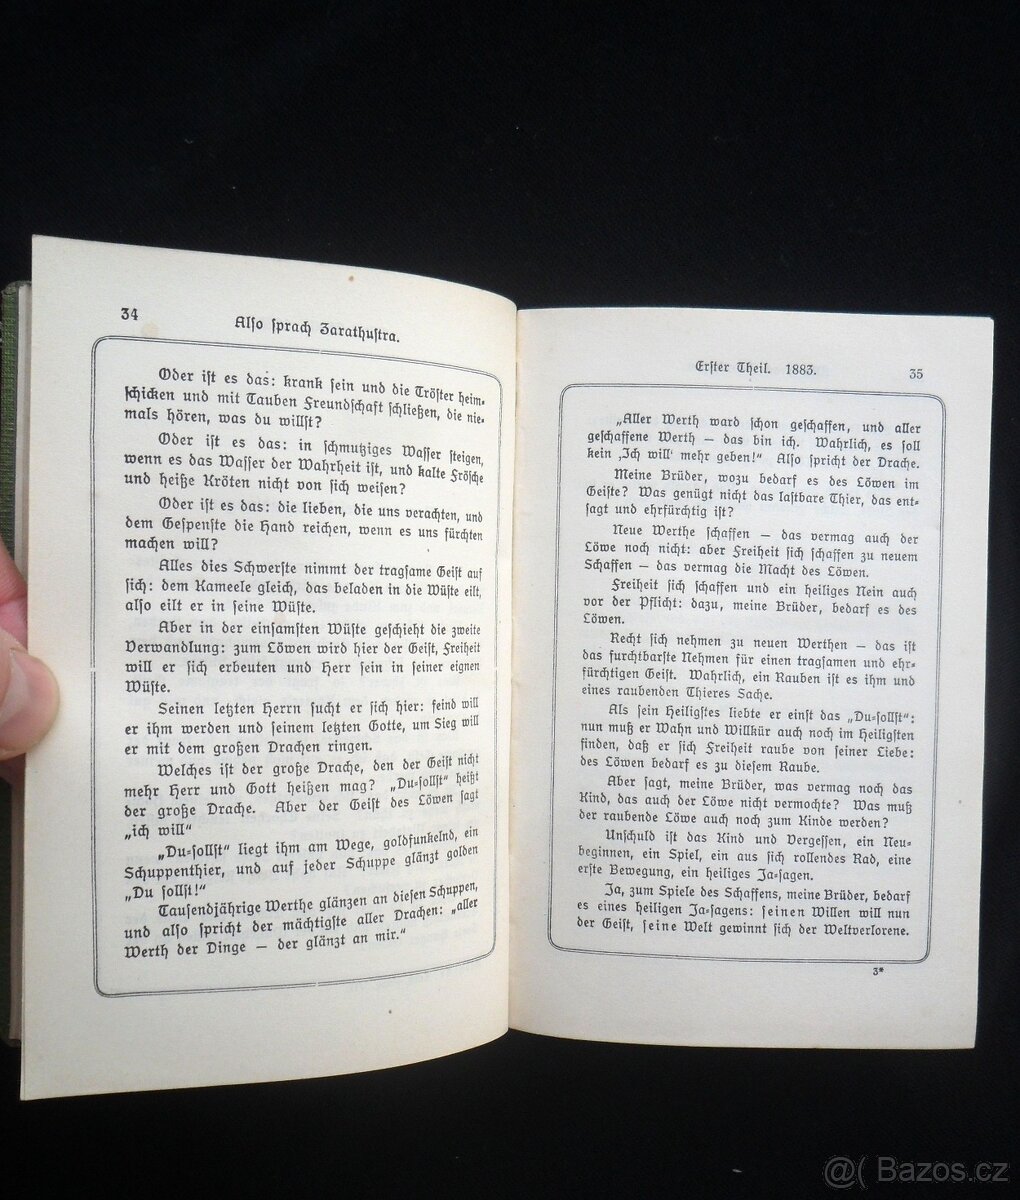 34
Also sprach Zarathustra.
Oder ist es das: krank sein und die Tröster heim-
schicken und mit Tauben Freundschaft schließen, die nie-
mals hören, was du willst?
Oder ist es das: in schmutziges Wasser steigen,
wenn es das Wasser der Wahrheit ist, und kalte Frösche
und heiße Kröten nicht von sich weisen?
Oder ist es das: die lieben, die uns verachten, und
dem Gespenste die Hand reichen, wenn es uns fürchten
machen will?
Alles dies Schwerste nimmt der tragsame Geist auf
sich: dem Kameele gleich, das beladen in die Wüste eilt,
also eilt er in seine Wüste.
Aber in der einsamsten Wüste geschieht die zweite
Verwandlung: zum Löwen wird hier der Geist, Freiheit
will er sich erbeuten und Herr sein in seiner eignen
Wüste.
Seinen letzten Herrn sucht er sich hier: feind will
er ihm werden und seinem letzten Gotte, um Sieg will
er mit dem großen Drachen ringen.
Welches ist der große Drache, den der Geist nicht
mehr Herr und Gott heißen mag? „Du-sollst“ heißt
der große Drache. Aber der Geist des Löwen sagt
„ich will“
„Du-sollst“ liegt ihm am Wege, goldfunkelnd, ein
Schuppenthier, und auf jeder Schuppe glänzt golden
„Du sollst!“
Tausendjährige Werthe glänzen an diesen Schuppen,
und also spricht der mächtigste aller Drachen: „aller
Werth der Dinge — der glänzt an mir.“
Erster Theil. 1883.
35
„Aller Werth ward schon geschaffen, und aller
geschaffene Werth — das bin ich. Wahrlich, es soll
kein ‚Ich will‘ mehr geben!“ Also spricht der Drache.
Meine Brüder, wozu bedarf es des Löwen im
Geiste? Was genügt nicht das lastbare Thier, das ent-
sagt und ehrfürchtig ist?
Neue Werthe schaffen — das vermag auch der
Löwe noch nicht: aber Freiheit sich schaffen zu neuem
Schaffen — das vermag die Macht des Löwen.
Freiheit sich schaffen und ein heiliges Nein auch
vor der Pflicht: dazu, meine Brüder, bedarf es des
Löwen.
Recht sich nehmen zu neuen Werthen — das ist
das furchtbarste Nehmen für einen tragsamen und ehr-
fürchtigen Geist. Wahrlich, ein Rauben ist es ihm und
eines raubenden Thieres Sache.
Als sein Heiligstes liebte er einst das „Du-sollst“:
nun muß er Wahn und Willkür auch noch im Heiligsten
finden, daß er sich Freiheit raube von seiner Liebe:
des Löwen bedarf es zu diesem Raube.
Aber sagt, meine Brüder, was vermag noch das
Kind, das auch der Löwe nicht vermochte? Was muß
der raubende Löwe auch noch zum Kinde werden?
Unschuld ist das Kind und Vergessen, ein Neu-
beginnen, ein Spiel, ein aus sich rollendes Rad, eine
erste Bewegung, ein heiliges Ja-sagen.
Ja, zum Spiele des Schaffens, meine Brüder, bedarf
es eines heiligen Ja-sagens: seinen Willen will nun
der Geist, seine Welt gewinnt sich der Weltverlorene.
3*
@( Bazos.cz